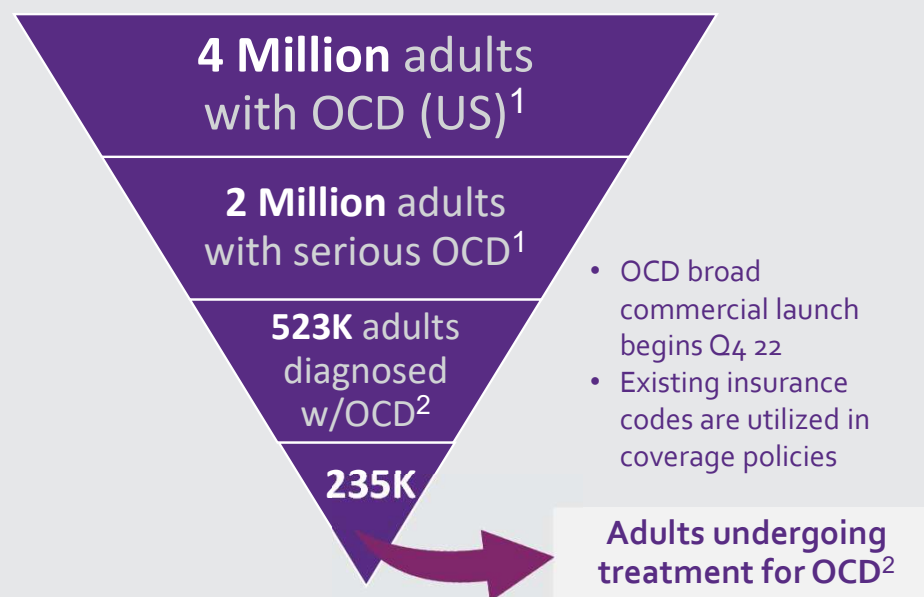 4 Million adults
with OCD (US)¹
2 Million adults
with serious OCD¹
523K adults
diagnosed
w/OCD²
235K
• OCD broad
commercial launch
begins Q4 22
• Existing insurance
codes are utilized in
coverage policies
Adults undergoing
treatment for OCD²